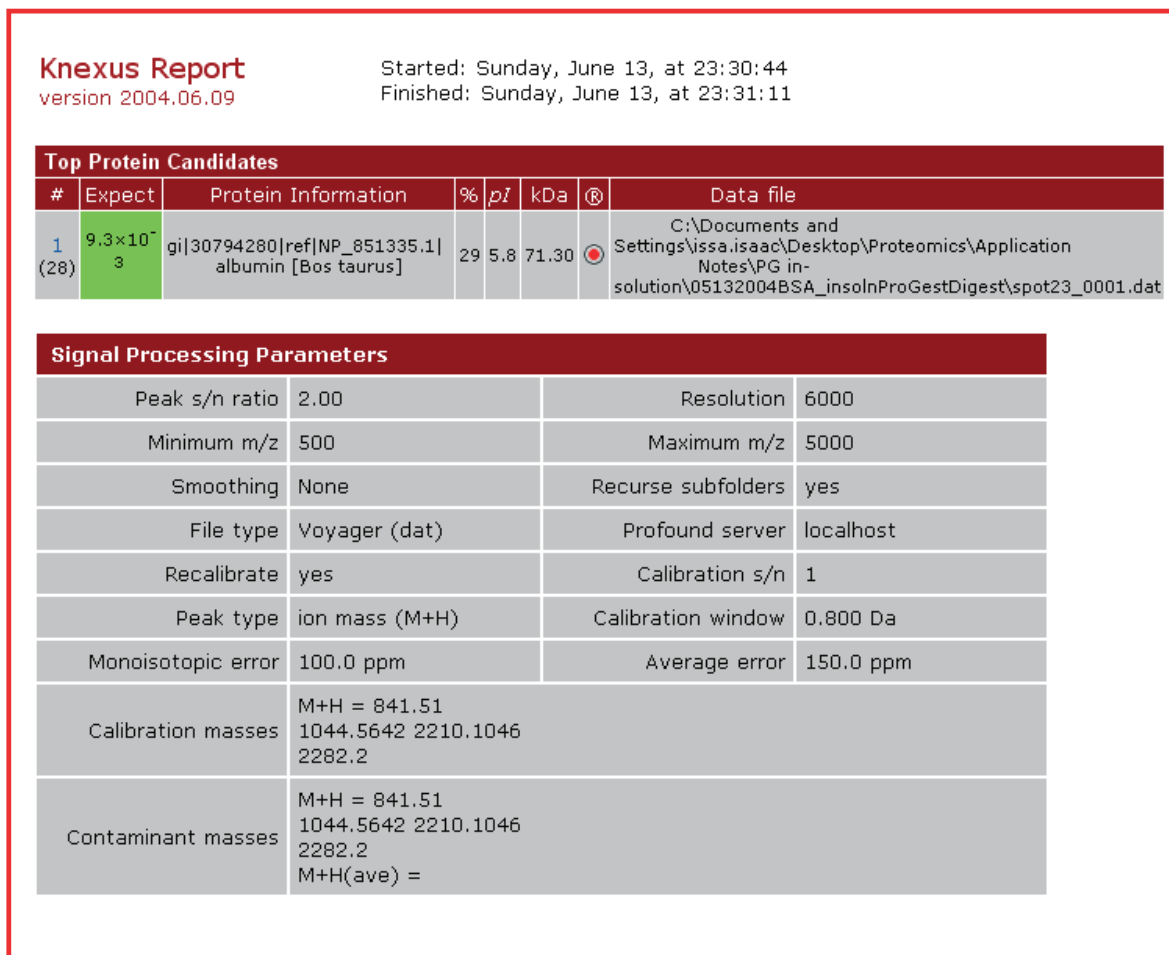 Knexus Report
version 2004.06.09
Started: Sunday, June 13, at 23:30:44
Finished: Sunday, June 13, at 23:31:11
Top Protein Candidates
# Expect Protein Information % pI kDa ® Data file
1
(28)
9.3×10-
3
gi|30794280|ref|NP_851335.1|
albumin [Bos taurus]
29 5.8 71.30
C:\Documents and
Settings\issa.isaac\Desktop\Proteomics\Application
Notes\PG in-
solution\05132004BSA_insolnProGestDigest\spot23_0001.dat
Signal Processing Parameters
Peak s/n ratio 2.00 Resolution 6000
Minimum m/z 500 Maximum m/z 5000
Smoothing None Recurse subfolders yes
File type Voyager (dat) Profound server localhost
Recalibrate yes Calibration s/n 1
Peak type ion mass (M+H) Calibration window 0.800 Da
Monoisotopic error 100.0 ppm Average error 150.0 ppm
Calibration masses
M+H = 841.51
1044.5642 2210.1046
2282.2
Contaminant masses
M+H = 841.51
1044.5642 2210.1046
2282.2
M+H(ave) =